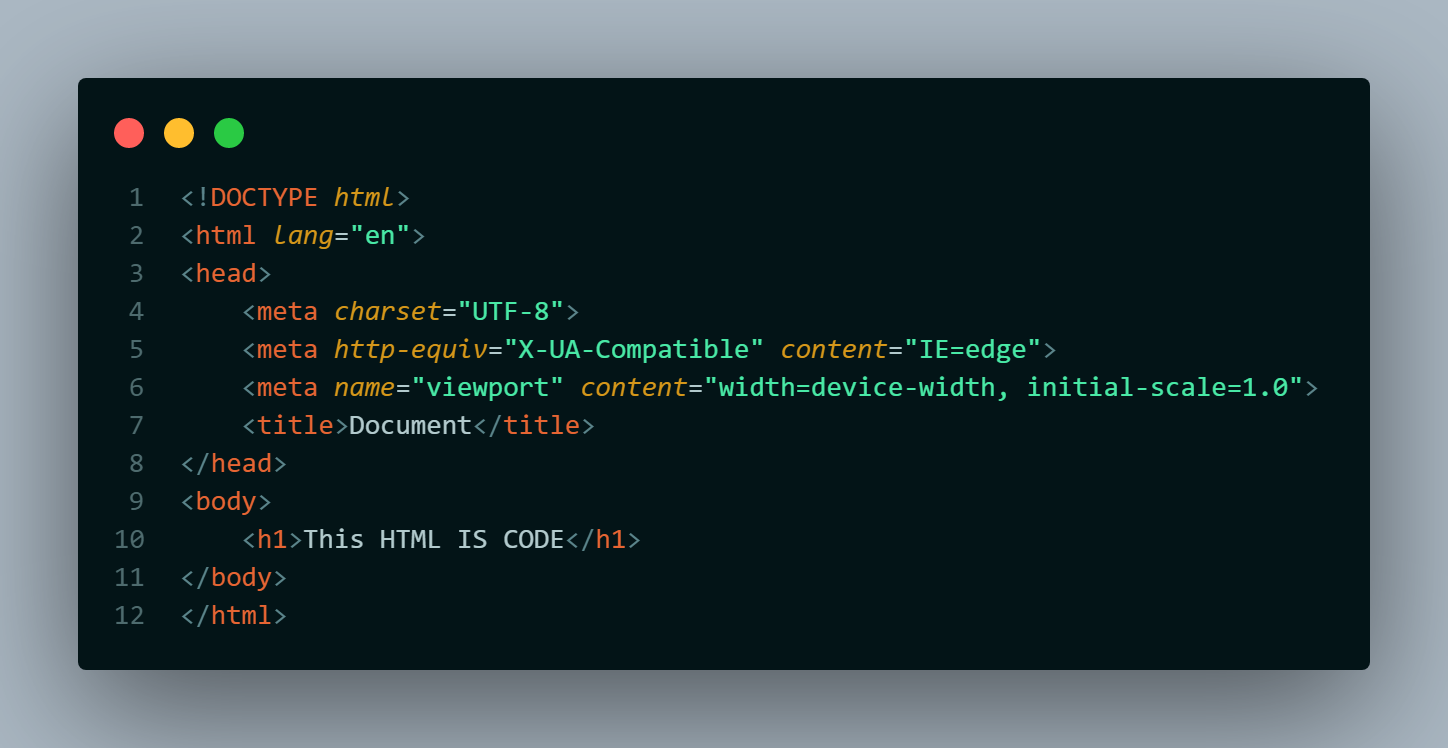 1 <!DOCTYPE html>
2 <html lang="en">
3 <head>
4     <meta charset="UTF-8">
5     <meta http-equiv="X-UA-Compatible" content="IE=edge">
6     <meta name="viewport" content="width=device-width, initial-scale=1.0">
7     <title>Document</title>
8 </head>
9 <body>
10     <h1>This HTML IS CODE</h1>
11 </body>
12 </html>